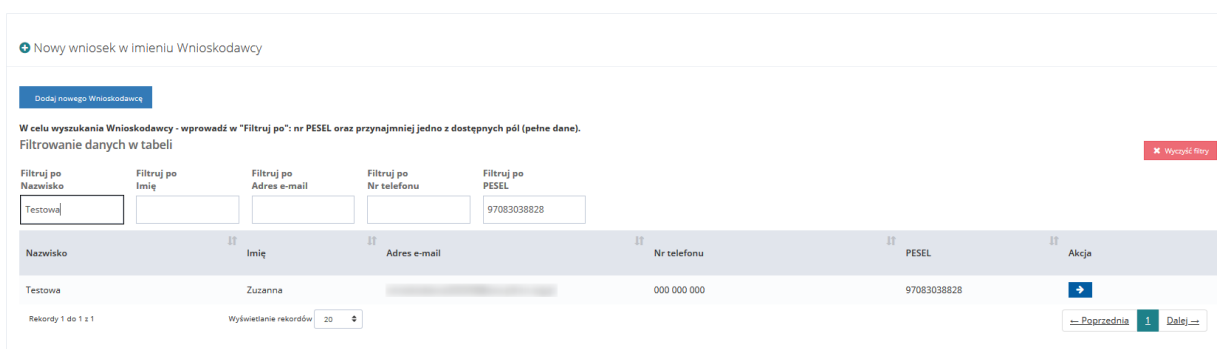 Nowy wniosek w imieniu Wnioskodawcy
Dodaj nowego Wnioskodawcę
W celu wyszukania Wnioskodawcy - wprowadź w "Filtruj po": nr PESEL oraz przynajmniej jedno z dostępnych pól (pełne dane).
Filtrowanie danych w tabeli
✖ Wyczyść filtry
Filtruj po Filtruj po Filtruj po Filtruj po Filtruj po
Nazwisko Imię Adres e-mail Nr telefonu PESEL
Testowa 97083038828
Nazwisko Imię Adres e-mail Nr telefonu PESEL Akcja
Testowa Zuzanna 000 000 000 97083038828
Rekordy 1 do 1 z 1 Wyświetlanie rekordów 20 ← Poprzednia 1 Dalej →